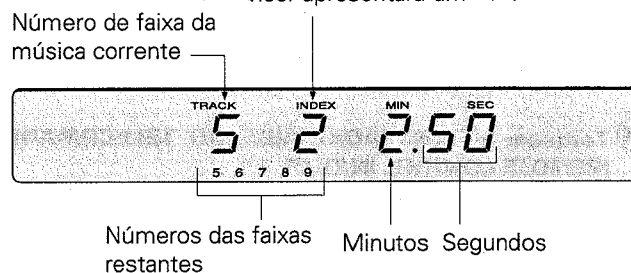 Número de faixa da
música corrente
TRACK INDEX MIN SEC
5 2 2.50
5 6 7 8 9
Números das faixas
restantes
Minutos Segundos